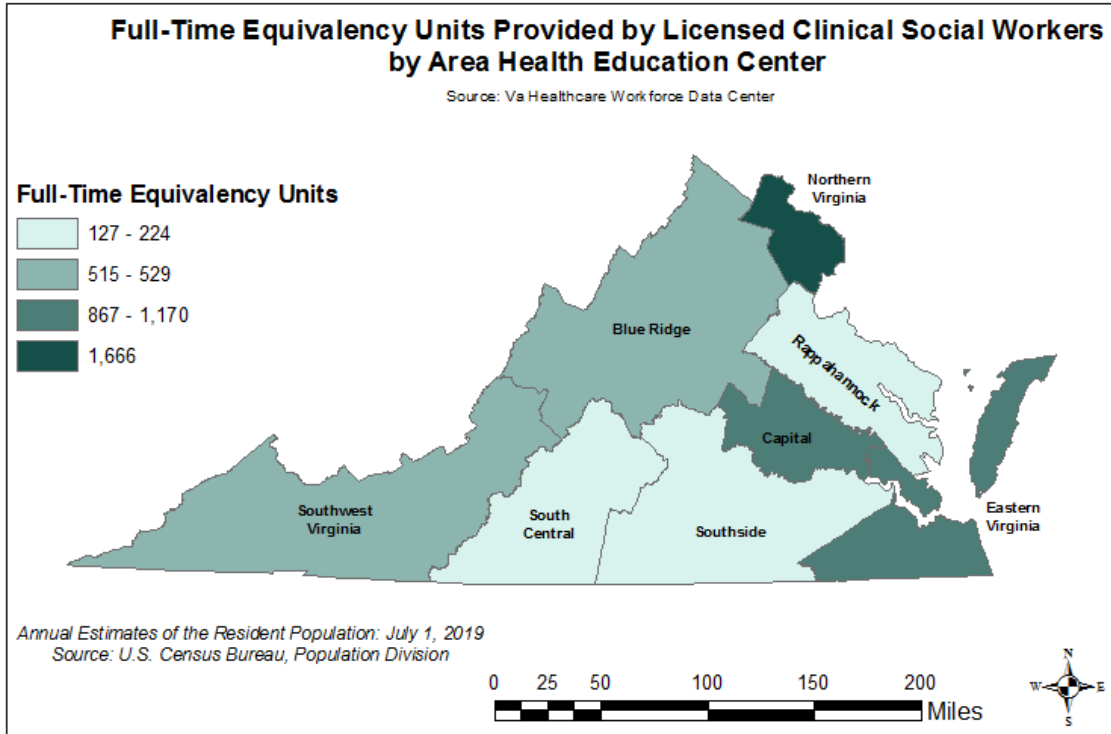 Full-Time Equivalency Units Provided by Licensed Clinical Social Workers
by Area Health Education Center
Source: Va Healthcare Workforce Data Center
Full-Time Equivalency Units
127 - 224
515 - 529
867 - 1,170
1,666
Northern
Virginia
Blue Ridge
Rappahannock
Capital
Eastern
Virginia
Southwest
Virginia
South
Central
Southside
Annual Estimates of the Resident Population: July 1, 2019
Source: U.S. Census Bureau, Population Division
0 25 50 100 150 200
Miles
N
W E
S